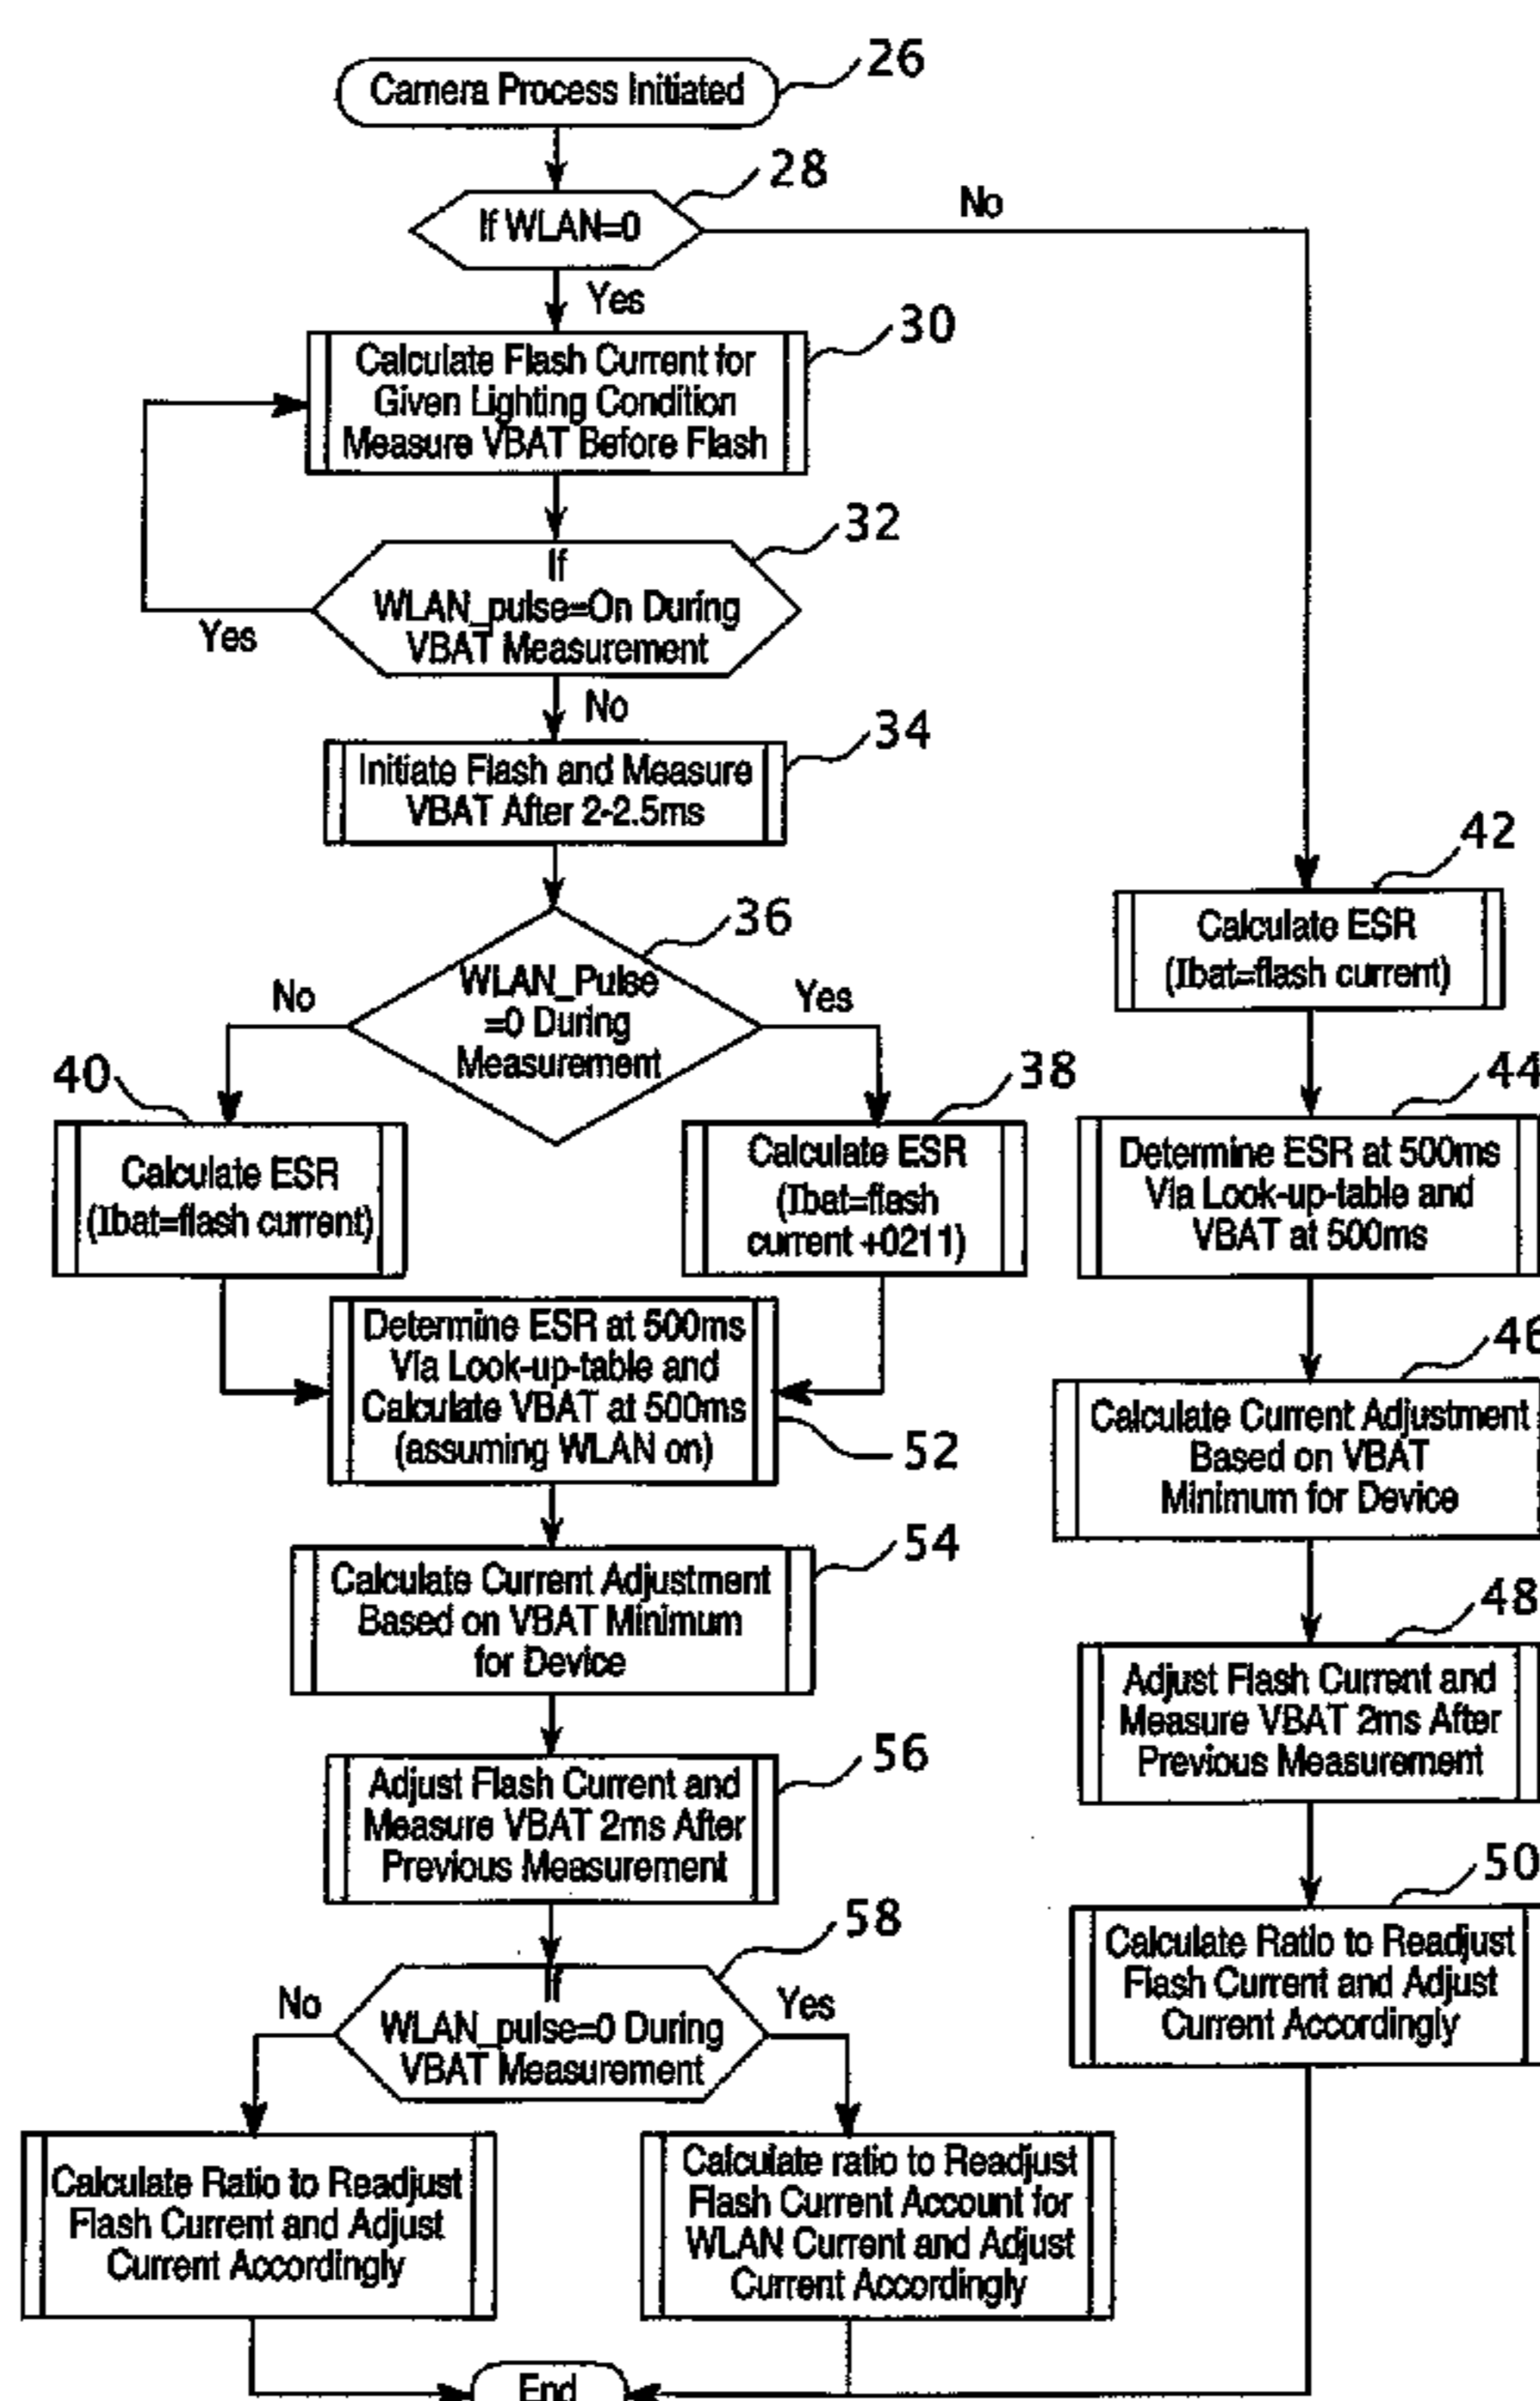 Camera Process Initiated
26
If WLAN=0
28
No
Yes
Calculate Flash Current for
Given Lighting Condition
Measure VBAT Before Flash
30
If
WLAN_pulse=On During
VBAT Measurement
32
Yes
No
Initiate Flash and Measure
VBAT After 2-2.5ms
34
WLAN_Pulse
=0 During
Measurement
36
No
Yes
40
Calculate ESR
(Ibat=flash current)
38
Calculate ESR
(Ibat=flash
current +0211)
42
Calculate ESR
(Ibat=flash current)
44
Determine ESR at 500ms
Via Look-up-table and
VBAT at 500ms
46
Calculate Current Adjustment
Based on VBAT
Minimum for Device
48
Adjust Flash Current and
Measure VBAT 2ms After
Previous Measurement
50
Calculate Ratio to Readjust
Flash Current and Adjust
Current Accordingly
Determine ESR at 500ms
Via Look-up-table and
Calculate VBAT at 500ms
(assuming WLAN on)
52
54
Calculate Current Adjustment
Based on VBAT Minimum
for Device
56
Adjust Flash Current and
Measure VBAT 2ms After
Previous Measurement
58
If
WLAN_pulse=0 During
VBAT Measurement
No
Yes
Calculate Ratio to Readjust
Flash Current and Adjust
Current Accordingly
Calculate ratio to Readjust
Flash Current Account for
WLAN Current and Adjust
Current Accordingly
End